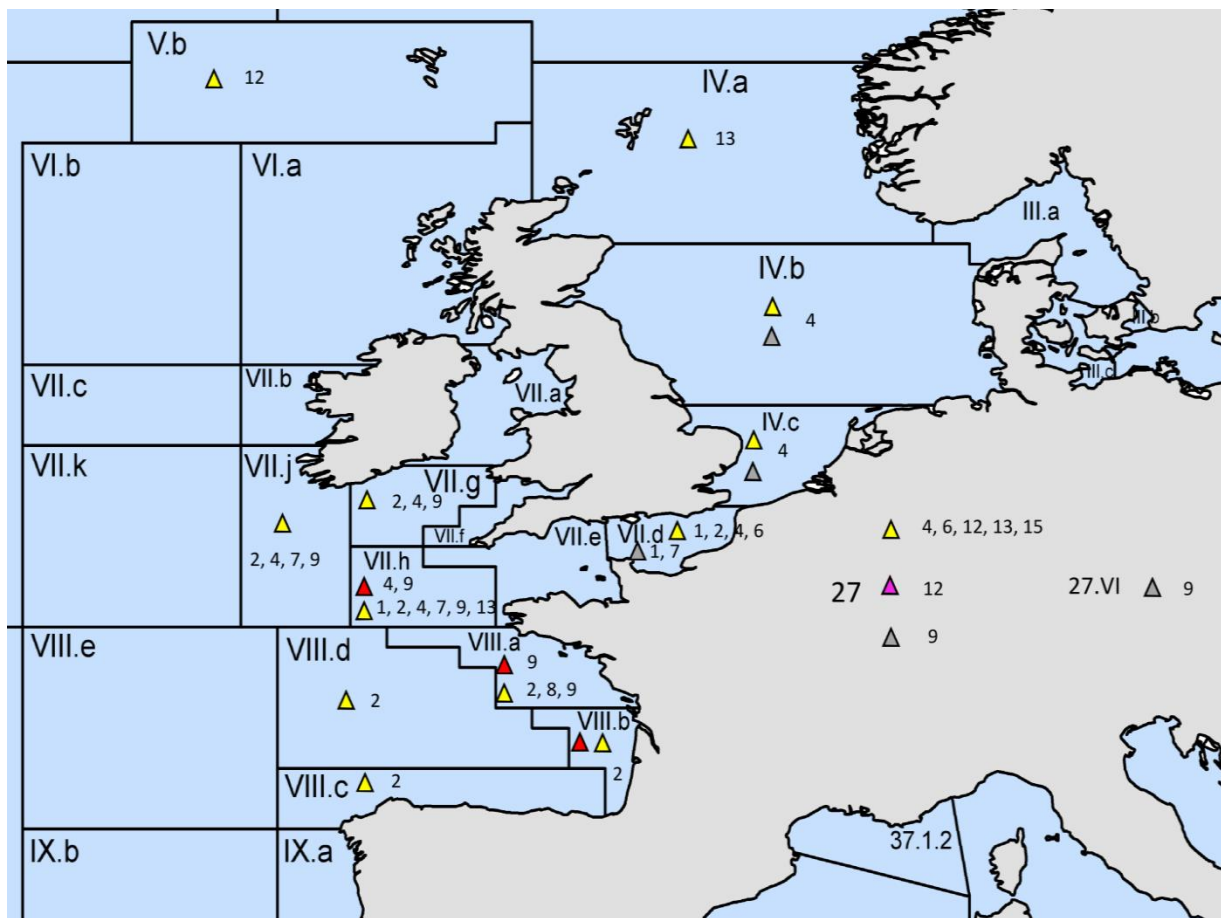 V.b
12
IV.a
13
VI.b
VI.a
III.a
IV.b
4
III.b
III.c
VII.c
VII.b
VII.a
IV.c
4
VII.k
VII.j
VII.g
2, 4, 9
2, 4, 7, 9
VII.f
VII.e
VII.d
1, 2, 4, 6
1, 7
4, 6, 12, 13, 15
VII.h
4, 9
1, 2, 4, 7, 9, 13
27
12
27.VI
9
9
VIII.e
VIII.d
2
VIII.a
9
2, 8, 9
VIII.b
2
VIII.c
2
IX.b
IX.a
37.1.2